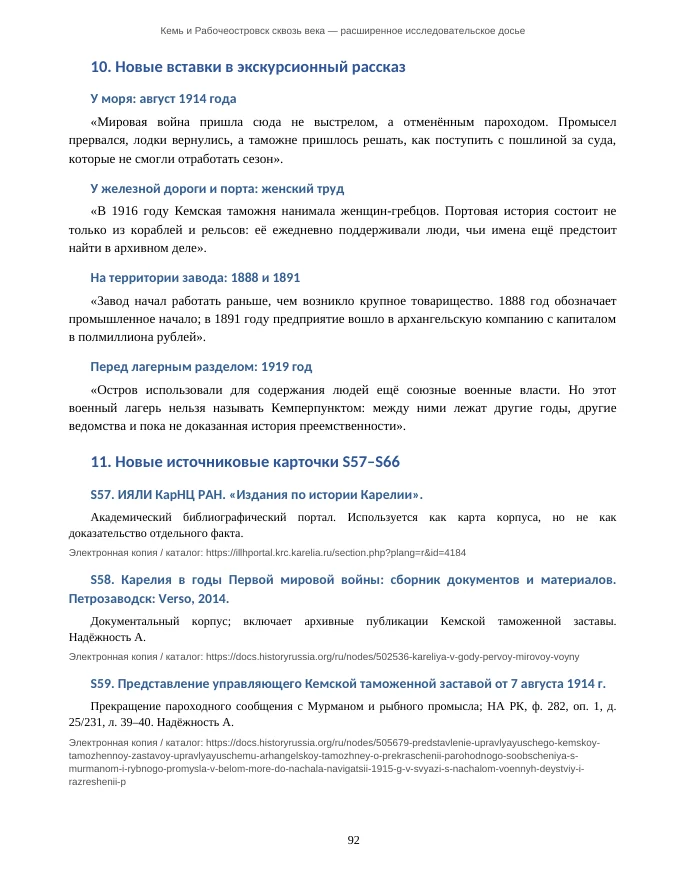 Кемь и Рабочеостровск сквозь века — расширенное исследовательское досье
10. Новые вставки в экскурсионный рассказ
У моря: август 1914 года
«Мировая война пришла сюда не выстрелом, а отменённым пароходом. Промысел
прервался, лодки вернулись, а таможне пришлось решать, как поступить с пошлиной за суда,
которые не смогли отработать сезон».
У железной дороги и порта: женский труд
«В 1916 году Кемская таможня нанимала женщин-гребцов. Портовая история состоит не
только из кораблей и рельсов: её ежедневно поддерживали люди, чьи имена ещё предстоит
найти в архивном деле».
На территории завода: 1888 и 1891
«Завод начал работать раньше, чем возникло крупное товарищество. 1888 год обозначает
промышленное начало; в 1891 году предприятие вошло в архангельскую компанию с капиталом
в полмиллиона рублей».
Перед лагерным разделом: 1919 год
«Остров использовали для содержания людей ещё союзные военные власти. Но этот
военный лагерь нельзя называть Кемперпунктом: между ними лежат другие годы, другие
ведомства и пока не доказанная история преемственности».
11. Новые источниковые карточки S57–S66
S57. ИЯЛИ КарНЦ РАН. «Издания по истории Карелии».
Академический библиографический портал. Используется как карта корпуса, но не как
доказательство отдельного факта.
Электронная копия / каталог: https://illhportal.krc.karelia.ru/section.php?plang=r&id=4184
S58. Карелия в годы Первой мировой войны: сборник документов и материалов.
Петрозаводск: Verso, 2014.
Документальный корпус; включает архивные публикации Кемской таможенной заставы.
Надёжность A.
Электронная копия / каталог: https://docs.historyrussia.org/ru/nodes/502536-kareliya-v-gody-pervoy-mirovoy-voyny
S59. Представление управляющего Кемской таможенной заставой от 7 августа 1914 г.
Прекращение пароходного сообщения с Мурманом и рыбного промысла; НА РК, ф. 282, оп. 1, д.
25/231, л. 39–40. Надёжность A.
Электронная копия / каталог: https://docs.historyrussia.org/ru/nodes/505679-predstavlenie-upravlyayuschego-kemskoy-
tamozhennoy-zastavoy-upravlyayuschemu-arhangelskoy-tamozhney-o-prekraschenii-parohodnogo-soobscheniya-s-
murmanom-i-rybnogo-promysla-v-belom-more-do-nachala-navigatsii-1915-g-v-svyazi-s-nachalom-voennyh-deystviy-i-
razreshenii-p
92